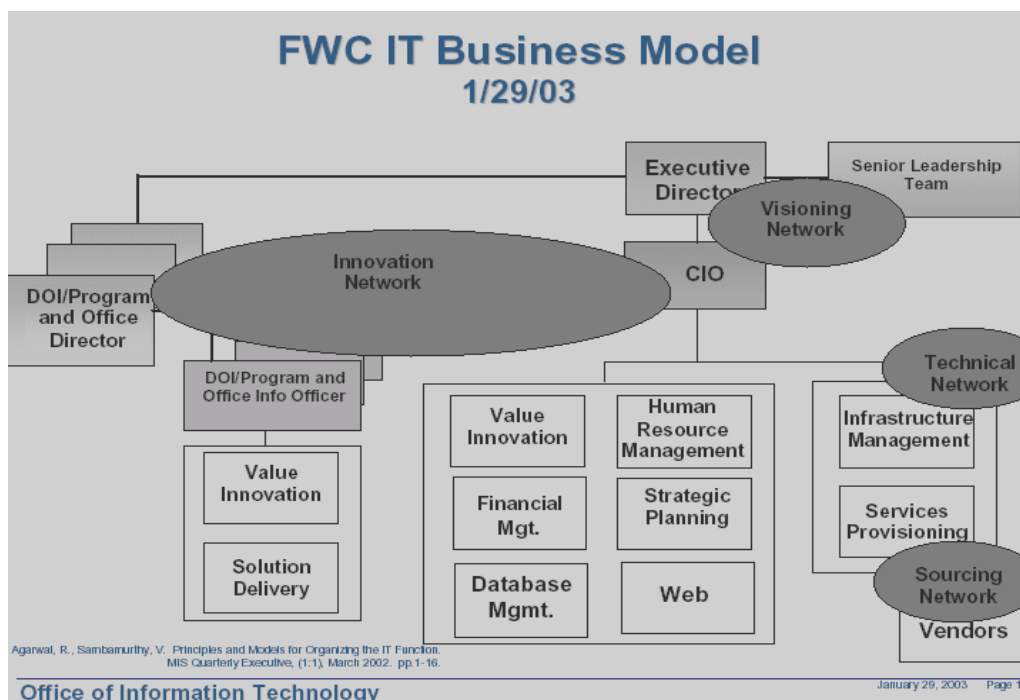 FWC IT Business Model
1/29/03
Executive
Director
Senior Leadership
Team
Visioning
Network
Innovation
Network
CIO
DOI/Program
and Office
Director
DOI/Program and
Office Info Officer
Value
Innovation
Solution
Delivery
Value
Innovation
Human
Resource
Management
Financial
Mgt.
Strategic
Planning
Database
Mgmt.
Web
Technical
Network
Infrastructure
Management
Services
Provisioning
Sourcing
Network
Vendors
Agarwal, R., Sambamurthy, V. Principles and Models for Organizing the IT Function.
MIS Quarterly Executive, (1:1), March 2002. pp.1-16.
January 29, 2003 Page 1
Office of Information Technology